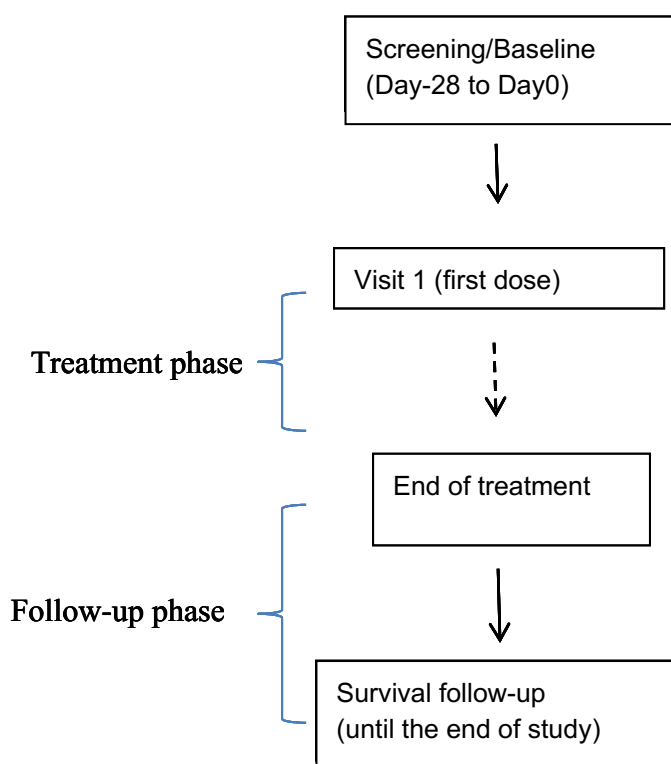 Screening/Baseline
(Day-28 to Day0)
Visit 1 (first dose)
Treatment phase
End of treatment
Follow-up phase
Survival follow-up
(until the end of study)